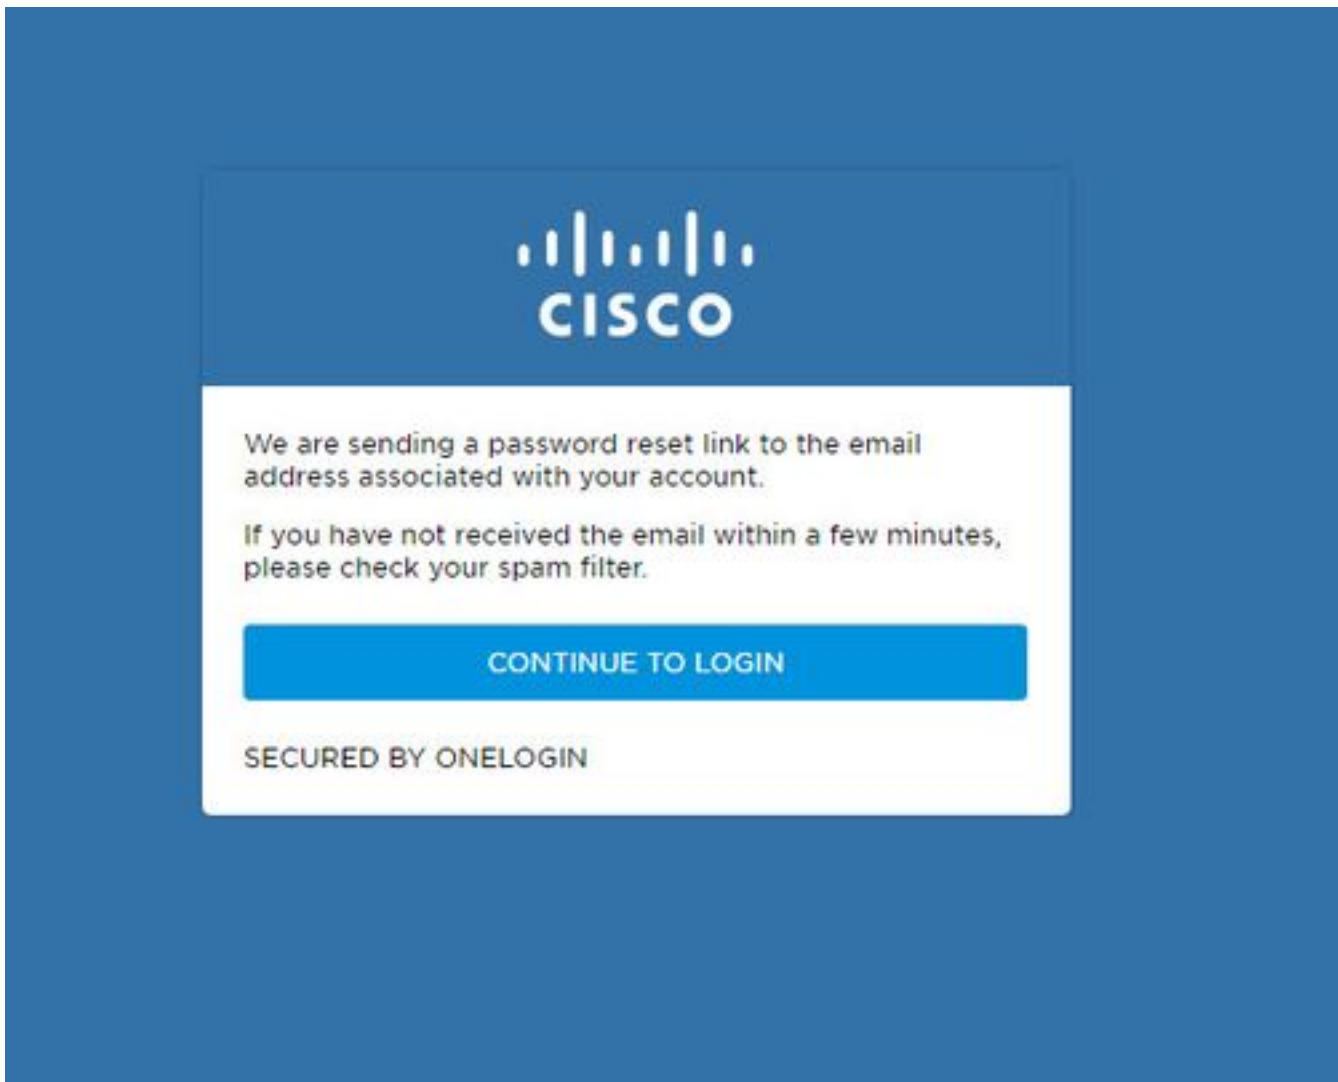 CISCO
We are sending a password reset link to the email
address associated with your account.
If you have not received the email within a few minutes,
please check your spam filter.
CONTINUE TO LOGIN
SECURED BY ONELOGIN